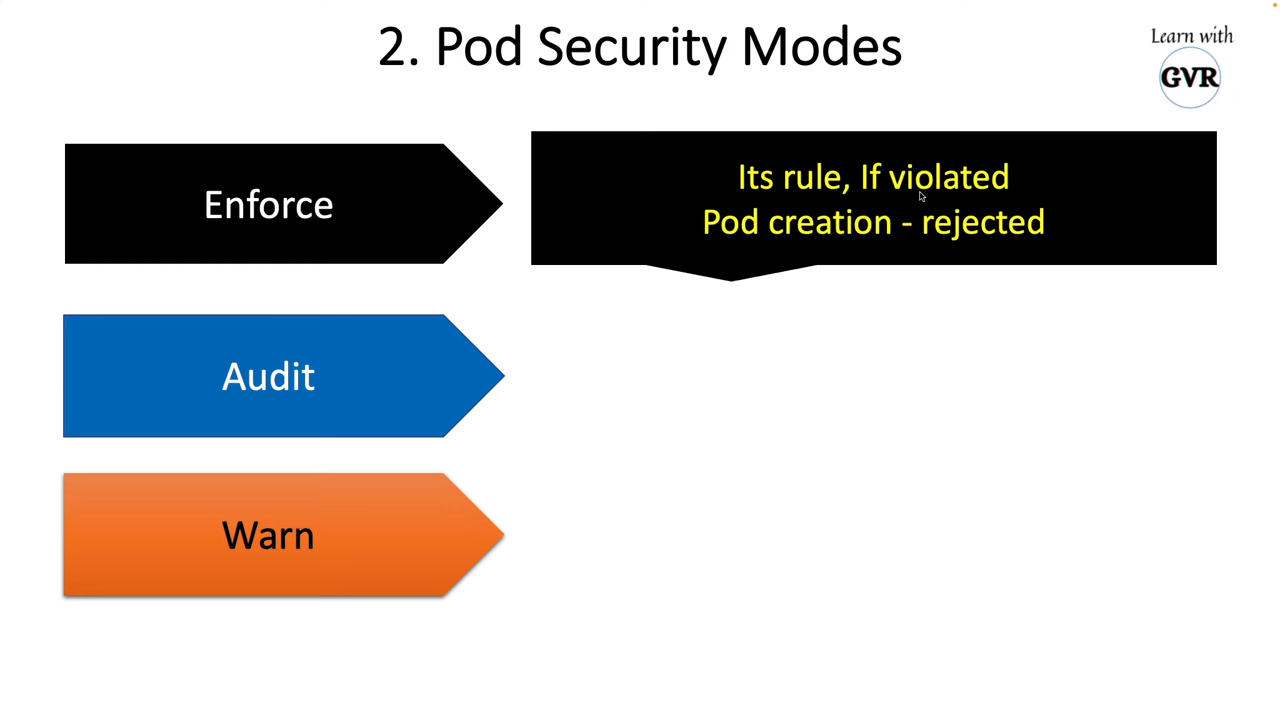 2. Pod Security Modes
Learn with
GVR
Enforce
Its rule, If violated
Pod creation - rejected
Audit
Warn